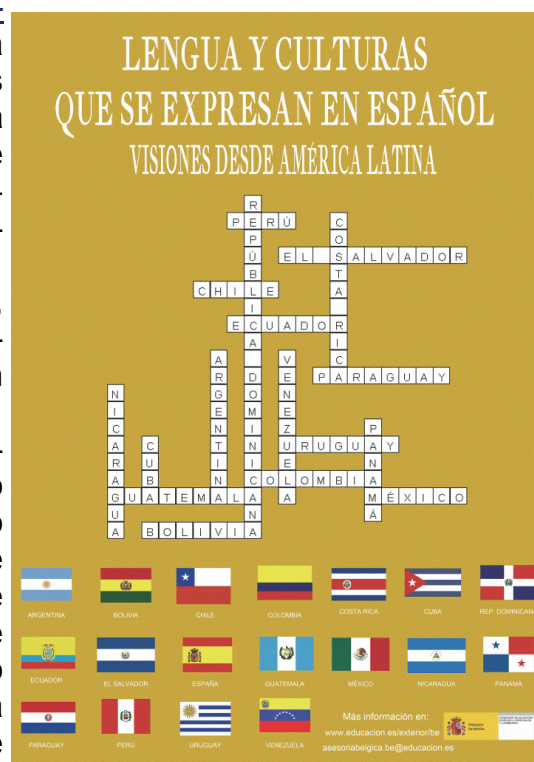 LENGUA Y CULTURAS
QUE SE EXPRESAN EN ESPAÑOL
VISIONES DESDE AMÉRICA LATINA
REPÚBLICA DOMINICANA
PERÚ
COSTA RICA
EL SALVADOR
CHILE
ECUADOR
ARGENTINA
VENEZUELA
PARAGUAY
NICARAGUA
PANAMÁ
CUBA
URUGUAY
COLOMBIA
GUATEMALA
MÉXICO
BOLIVIA
ARGENTINA
BOLIVIA
CHILE
COLOMBIA
COSTA RICA
CUBA
REP. DOMINICANA
ECUADOR
EL SALVADOR
ESPAÑA
GUATEMALA
MÉXICO
NICARAGUA
PANAMÁ
PARAGUAY
PERÚ
URUGUAY
VENEZUELA
Más información en:
www.educacion.es/exterior/be
asesoriabelgica.be@educacion.es